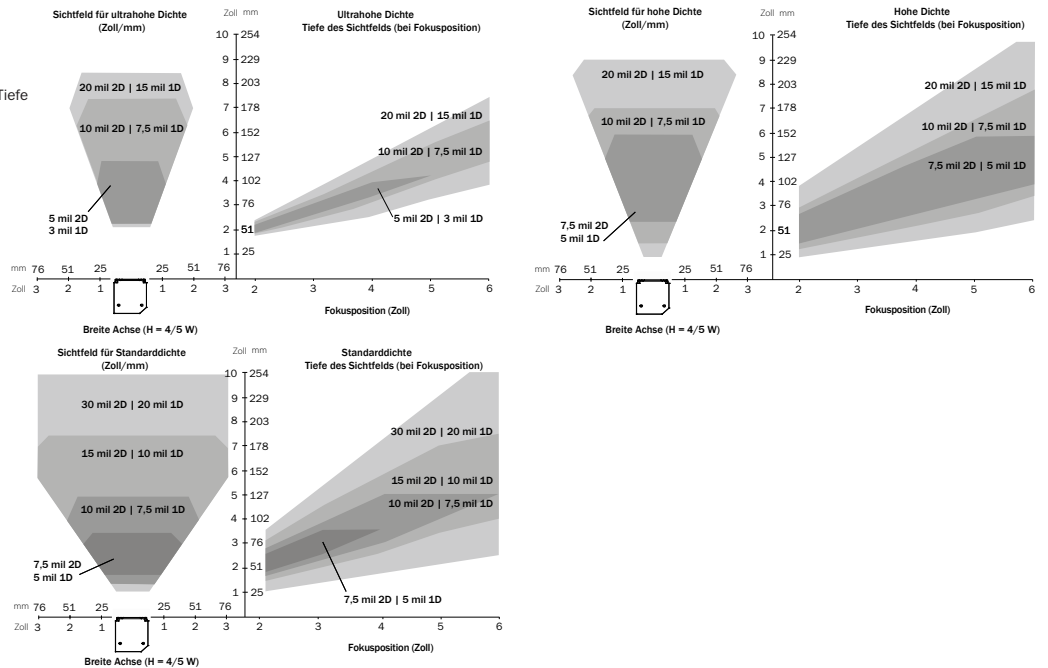 Tiefe
Sichtfeld für ultrahohe Dichte
(Zoll/mm)
Zoll mm
Ultrahohe Dichte
Tiefe des Sichtfelds (bei Fokusposition)
10 254
9 229
8 203
7 178
6 152
5 127
4 102
3 76
2 51
1 25
20 mil 2D | 15 mil 1D
10 mil 2D | 7,5 mil 1D
5 mil 2D
3 mil 1D
20 mil 2D | 15 mil 1D
10 mil 2D | 7,5 mil 1D
5 mil 2D | 3 mil 1D
mm 76 51 25 25 51 76
Zoll 3 2 1 1 2 3
2 3 4 5 6
Fokusposition (Zoll)
Breite Achse (H = 4/5 W)
Sichtfeld für hohe Dichte
(Zoll/mm)
Zoll mm
Hohe Dichte
Tiefe des Sichtfelds (bei Fokusposition)
10 254
9 229
8 203
7 178
6 152
5 127
4 102
3 76
2 51
1 25
20 mil 2D | 15 mil 1D
10 mil 2D | 7,5 mil 1D
7,5 mil 2D
5 mil 1D
20 mil 2D | 15 mil 1D
10 mil 2D | 7,5 mil 1D
7,5 mil 2D | 5 mil 1D
mm 76 51 25 25 51 76
Zoll 3 2 1 1 2 3
2 3 4 5 6
Fokusposition (Zoll)
Breite Achse (H = 4/5 W)
Sichtfeld für Standarddichte
(Zoll/mm)
Zoll mm
Standarddichte
Tiefe des Sichtfelds (bei Fokusposition)
10 254
9 229
8 203
7 178
6 152
5 127
4 102
3 76
2 51
1 25
30 mil 2D | 20 mil 1D
15 mil 2D | 10 mil 1D
10 mil 2D | 7,5 mil 1D
7,5 mil 2D
5 mil 1D
30 mil 2D | 20 mil 1D
15 mil 2D | 10 mil 1D
10 mil 2D | 7,5 mil 1D
7,5 mil 2D | 5 mil 1D
mm 76 51 25 25 51 76
Zoll 3 2 1 1 2 3
2 3 4 5 6
Fokusposition (Zoll)
Breite Achse (H = 4/5 W)